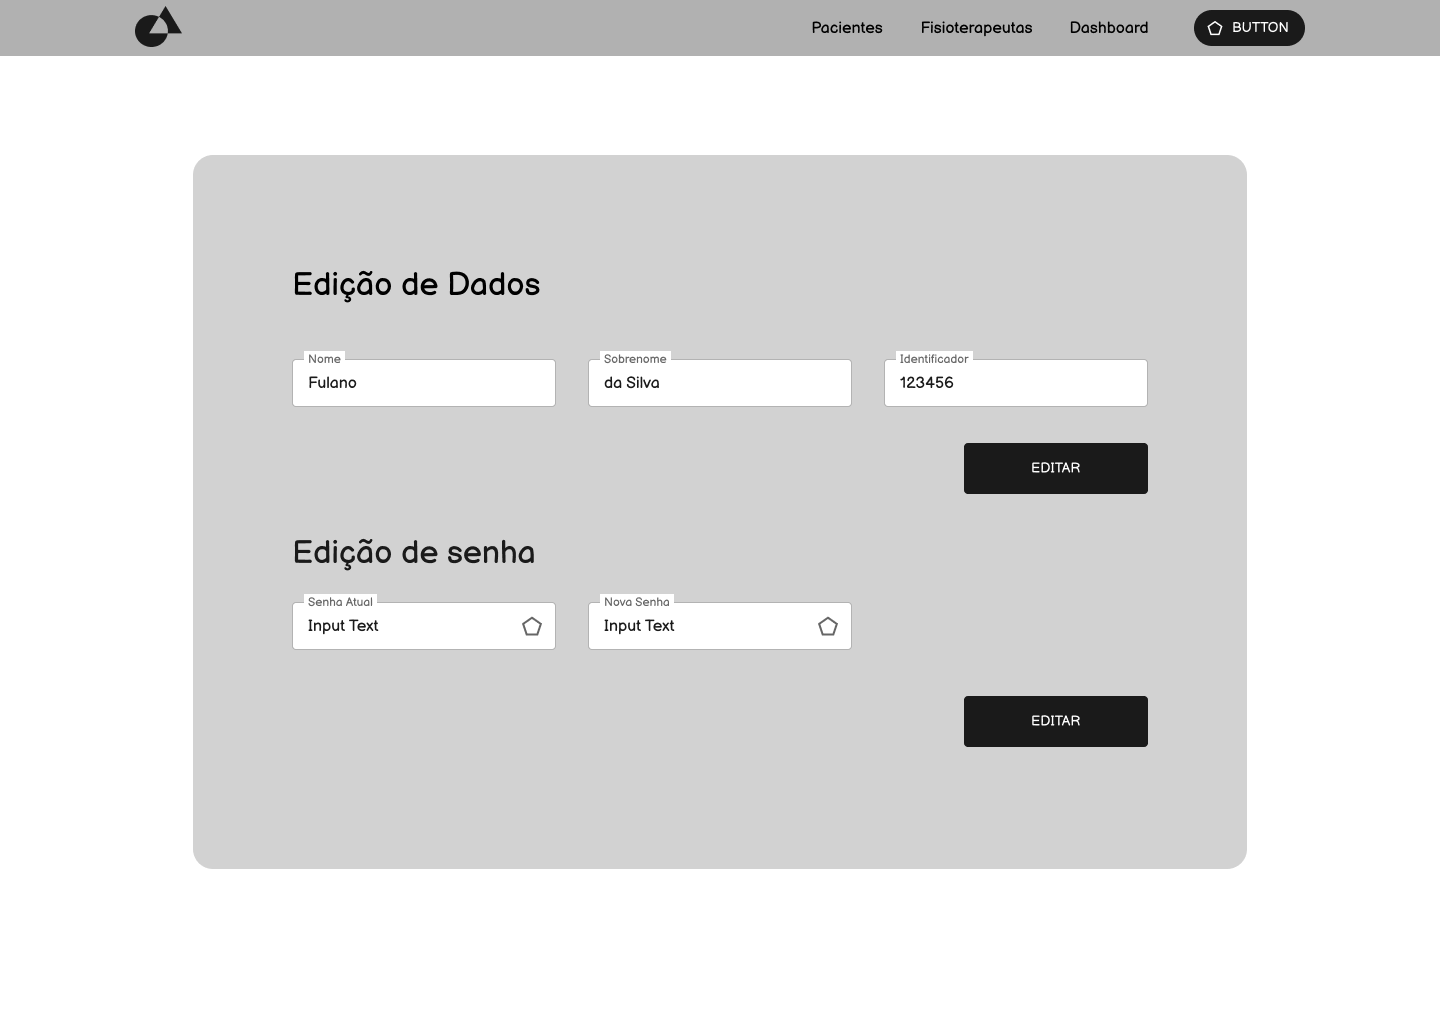 Pacientes Fisioterapeutas Dashboard BUTTON
Edição de Dados
Nome Sobrenome Identificador
Fulano da Silva 123456
EDITAR
Edição de senha
Senha Atual Nova Senha
Input Text Input Text
EDITAR